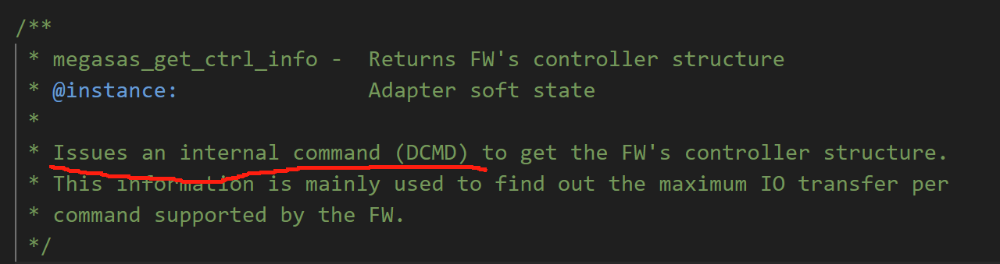 /**
* megasas_get_ctrl_info - Returns FW's controller structure
* @instance: Adapter soft state
*
* Issues an internal command (DCMD) to get the FW's controller structure.
* This information is mainly used to find out the maximum IO transfer per
* command supported by the FW.
*/